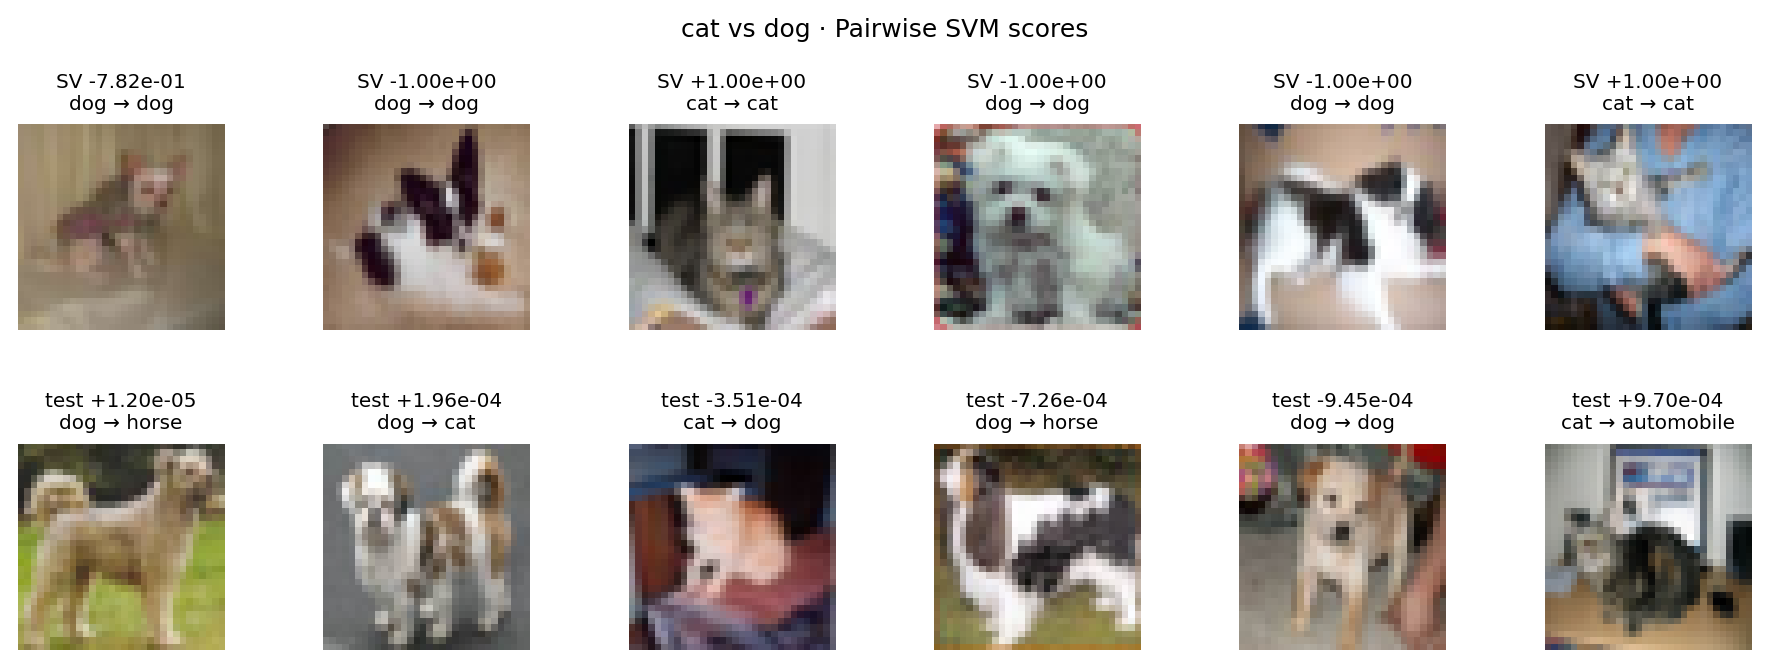 cat vs dog · Pairwise SVM scores
SV -7.82e-01
dog → dog
SV -1.00e+00
dog → dog
SV +1.00e+00
cat → cat
SV -1.00e+00
dog → dog
SV -1.00e+00
dog → dog
SV +1.00e+00
cat → cat
test +1.20e-05
dog → horse
test +1.96e-04
dog → cat
test -3.51e-04
cat → dog
test -7.26e-04
dog → horse
test -9.45e-04
dog → dog
test +9.70e-04
cat → automobile